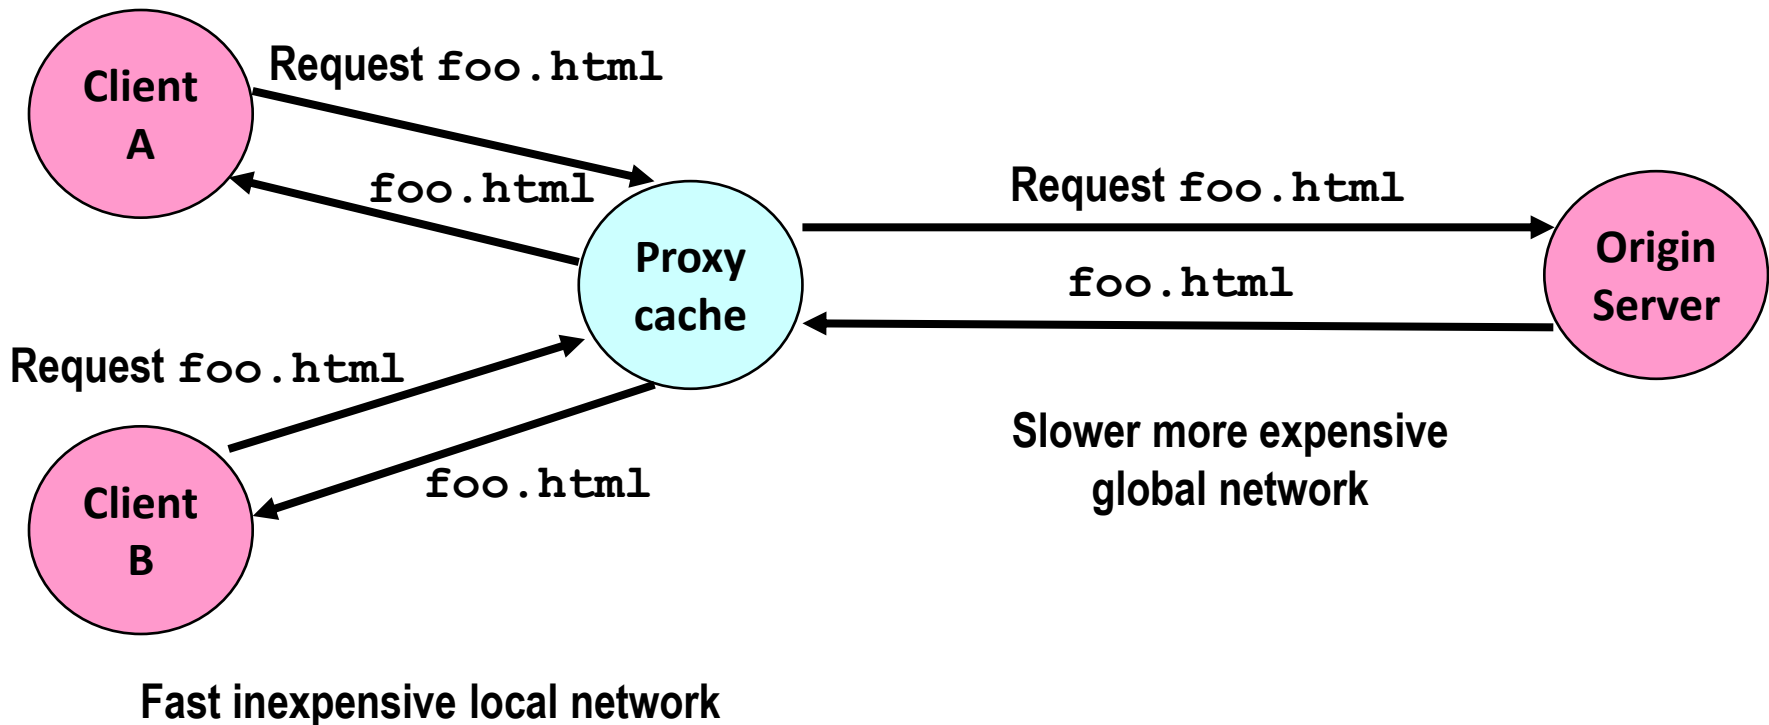 Request foo.html
Client
A
foo.html
Request foo.html
Proxy
cache
Origin
Server
foo.html
Request foo.html
Slower more expensive
global network
foo.html
Client
B
Fast inexpensive local network